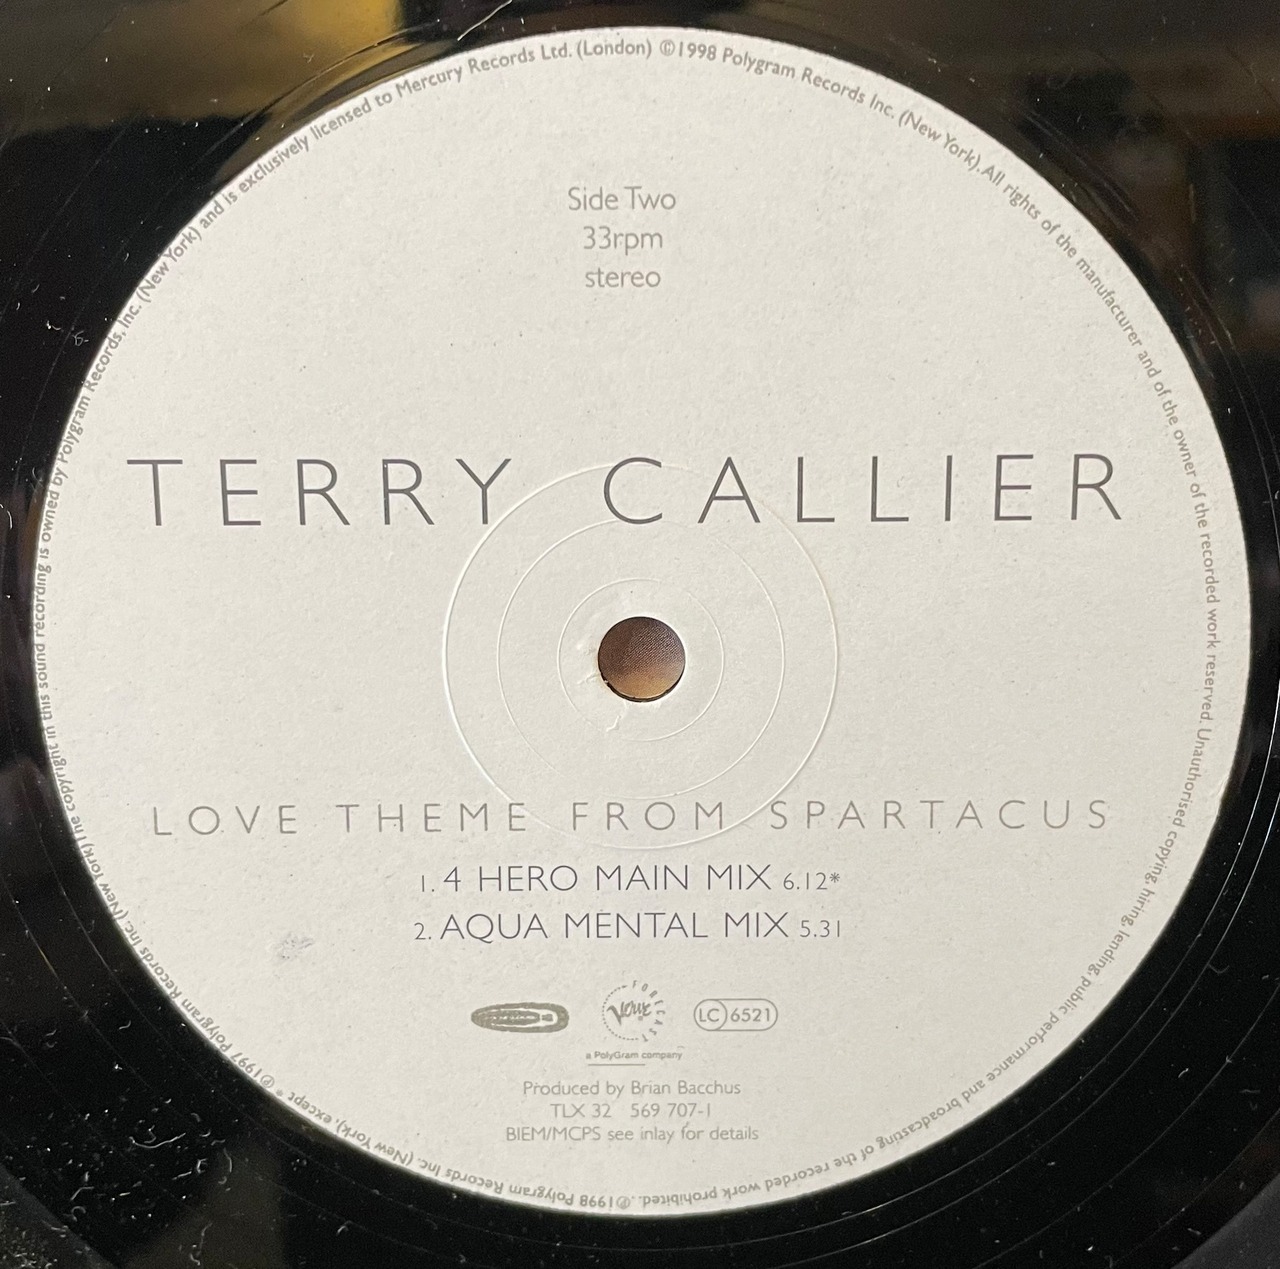 Side Two
33rpm
stereo
TERRY CALLIER
LOVE THEME FROM SPARTACUS
1. 4 HERO MAIN MIX 6.12*
2. AQUA MENTAL MIX 5.31
Verve FORECAST
LC 6521
a PolyGram company
Produced by Brian Bacchus
TLX 32 569 707-1
BIEM/MCPS see inlay for details
℗1998 Polygram Records Inc. (New York), except * ℗1997 Polygram Records Inc. (New York) The copyright in this sound recording is owned by Polygram Records, Inc. (New York) and is exclusively licensed to Mercury Records Ltd. (London) ©1998 Polygram Records Inc. (New York). All rights of the manufacturer and of the owner of the recorded work reserved. Unauthorised copying, hiring, lending, public performance and broadcasting of the recorded work prohibited.